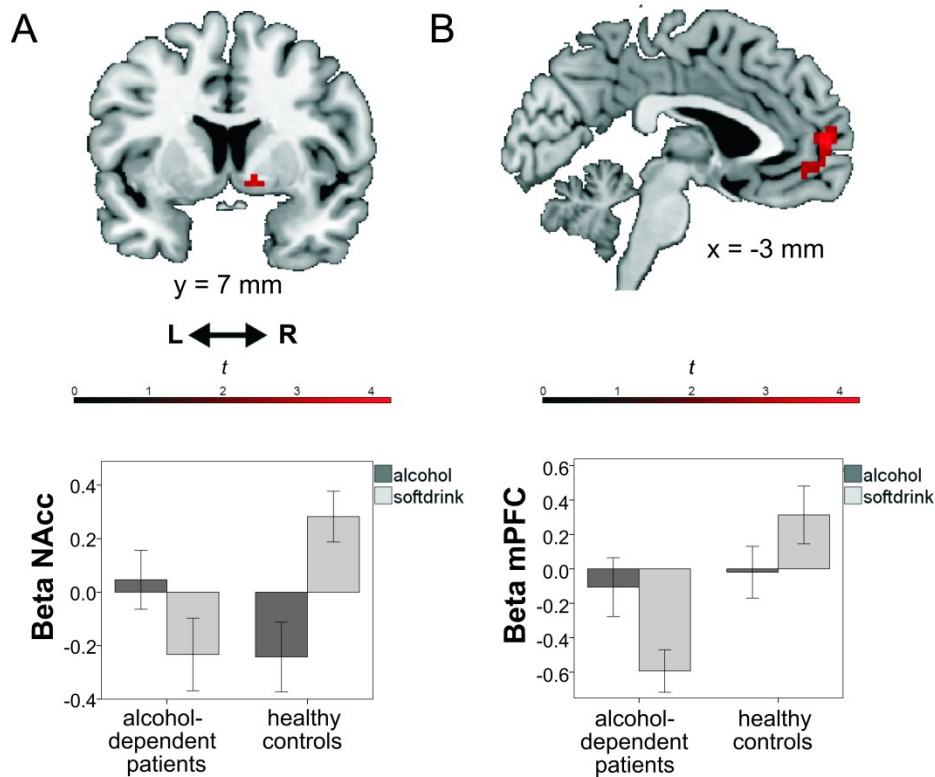 A
y = 7 mm
L R
t
0 1 2 3 4
alcohol
softdrink
Beta NAcc
0.4
0.2
0.0
-0.2
-0.4
alcohol-
dependent
patients
healthy
controls
B
x = -3 mm
t
0 1 2 3 4
alcohol
softdrink
Beta mPFC
0.6
0.4
0.2
-0.0
-0.2
-0.4
-0.6
alcohol-
dependent
patients
healthy
controls